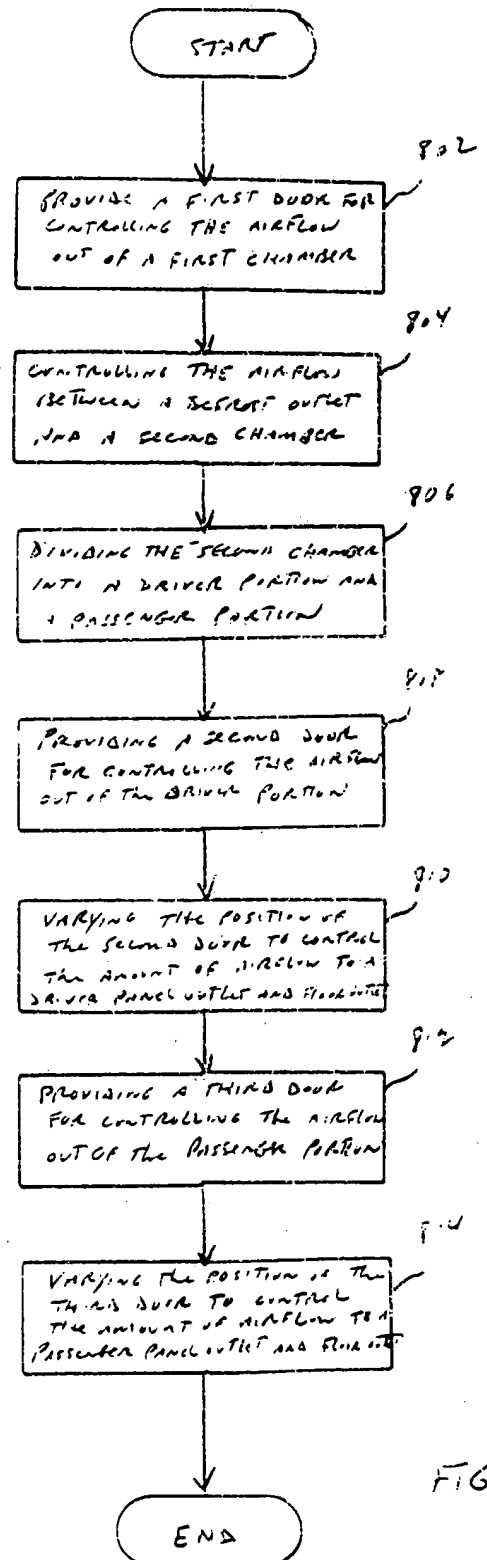 START
802
PROVIDE A FIRST DOOR FOR
CONTROLLING THE AIRFLOW
OUT OF A FIRST CHAMBER
804
CONTROLLING THE AIRFLOW
BETWEEN A DEFROST OUTLET
AND A SECOND CHAMBER
806
DIVIDING THE SECOND CHAMBER
INTO A DRIVER PORTION AND
A PASSENGER PORTION
808
PROVIDING A SECOND DOOR
FOR CONTROLLING THE AIRFLOW
OUT OF THE DRIVER PORTION
810
VARYING THE POSITION OF
THE SECOND DOOR TO CONTROL
THE AMOUNT OF AIRFLOW TO A
DRIVER PANEL OUTLET AND FLOOR OUTLET
812
PROVIDING A THIRD DOOR
FOR CONTROLLING THE AIRFLOW
OUT OF THE PASSENGER PORTION
814
VARYING THE POSITION OF THE
THIRD DOOR TO CONTROL
THE AMOUNT OF AIRFLOW TO A
PASSENGER PANEL OUTLET AND FLOOR OUTLET
FIG
END